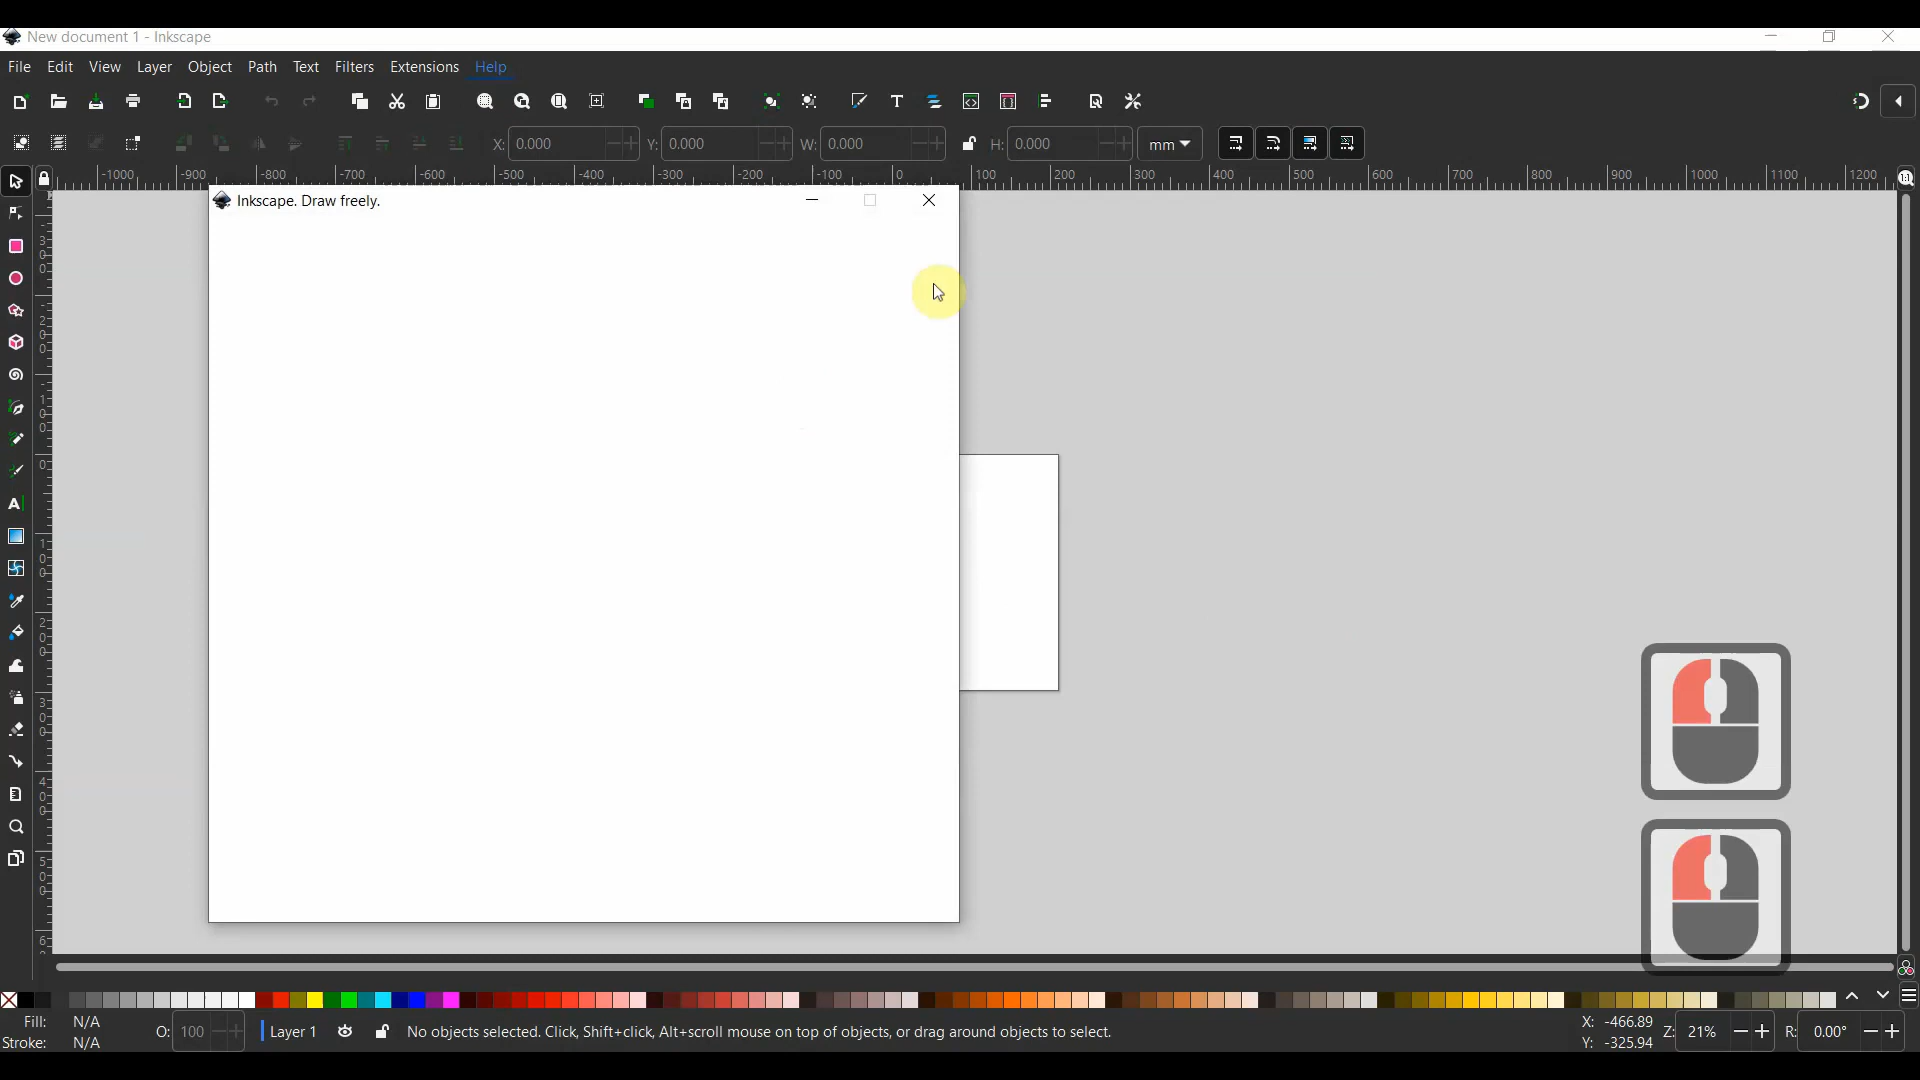 New document 1 - Inkscape
File Edit View Layer Object Path Text Filters Extensions Help
X: 0.000 Y: 0.000 W: 0.000 H: 0.000 mm
-1000 -900 -800 -700 -600 -500 -400 -300 -200 -100 0 100 200 300 400 500 600 700 800 900 1000 1100 1200
1:1
Inkscape. Draw freely.
Fill: N/A
Stroke: N/A
O: 100
Layer 1
No objects selected. Click, Shift+click, Alt+scroll mouse on top of objects, or drag around objects to select.
X: -466.89
Y: -325.94
Z: 21%
R: 0.00°